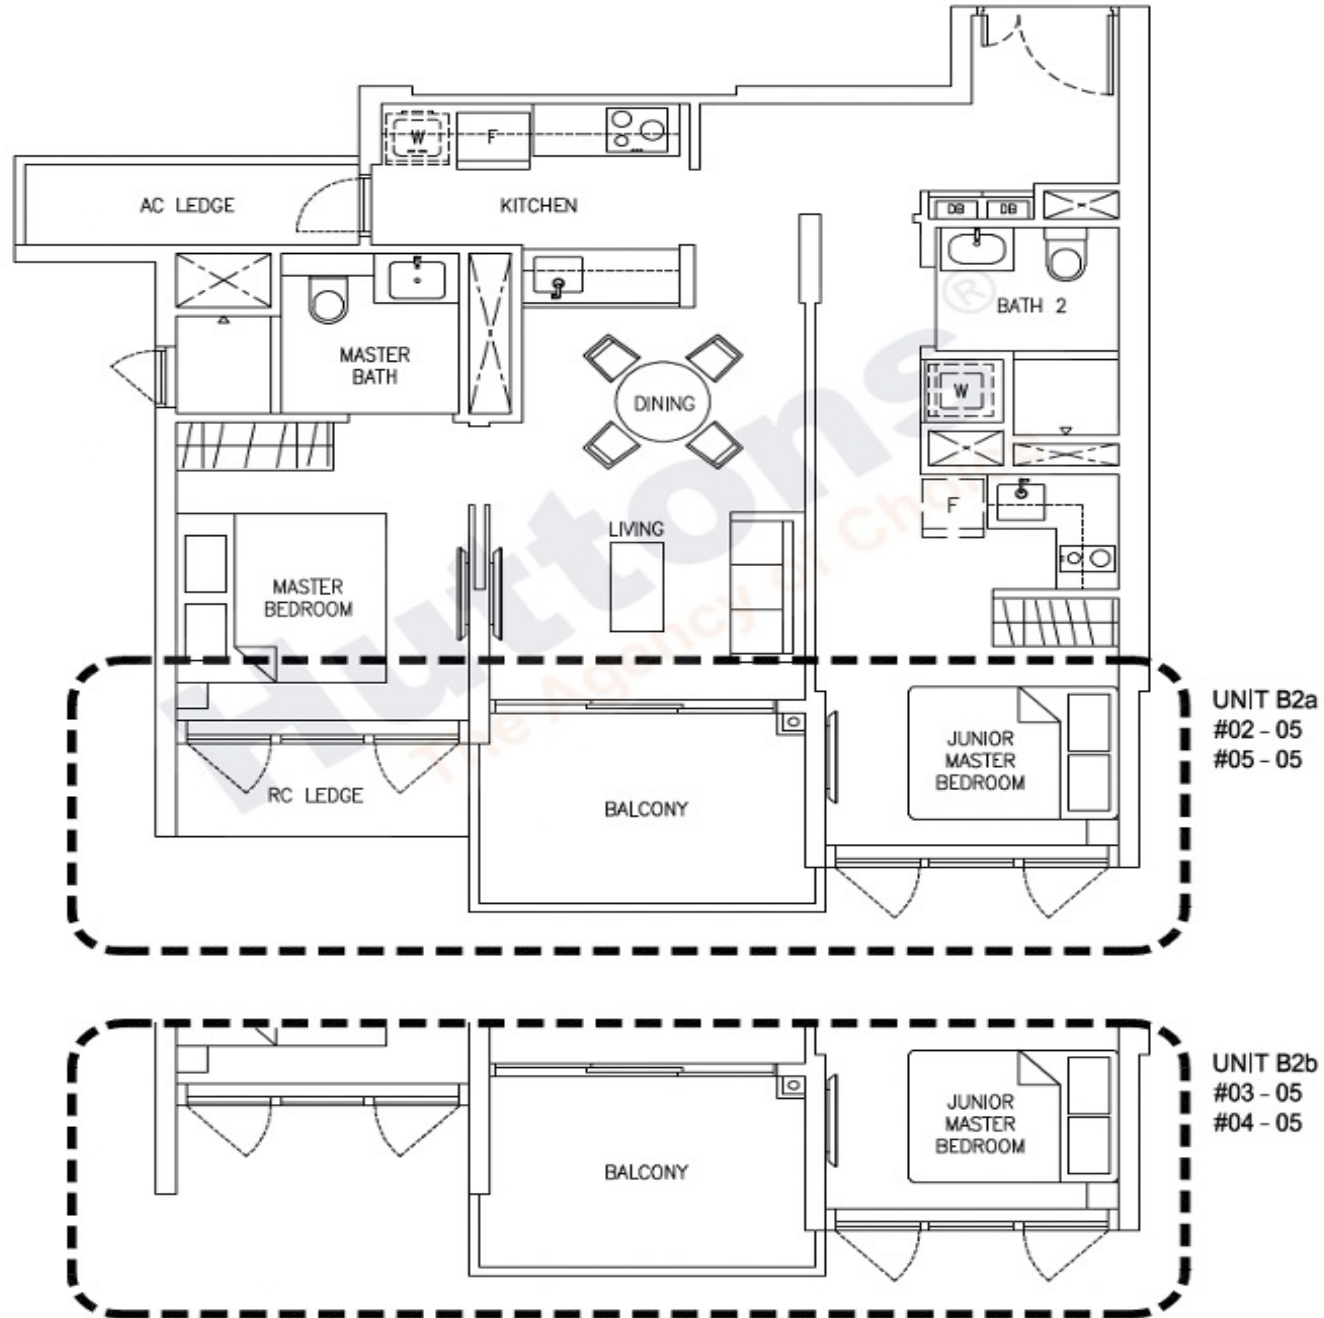 W
F
AC LEDGE
KITCHEN
DB
DB
BATH 2
MASTER
BATH
W
DINING
F
LIVING
MASTER
BEDROOM
Huttons®
The Agency of Choice
UNIT B2a
#02 - 05
#05 - 05
JUNIOR
MASTER
BEDROOM
RC LEDGE
BALCONY
UNIT B2b
#03 - 05
#04 - 05
JUNIOR
MASTER
BEDROOM
BALCONY